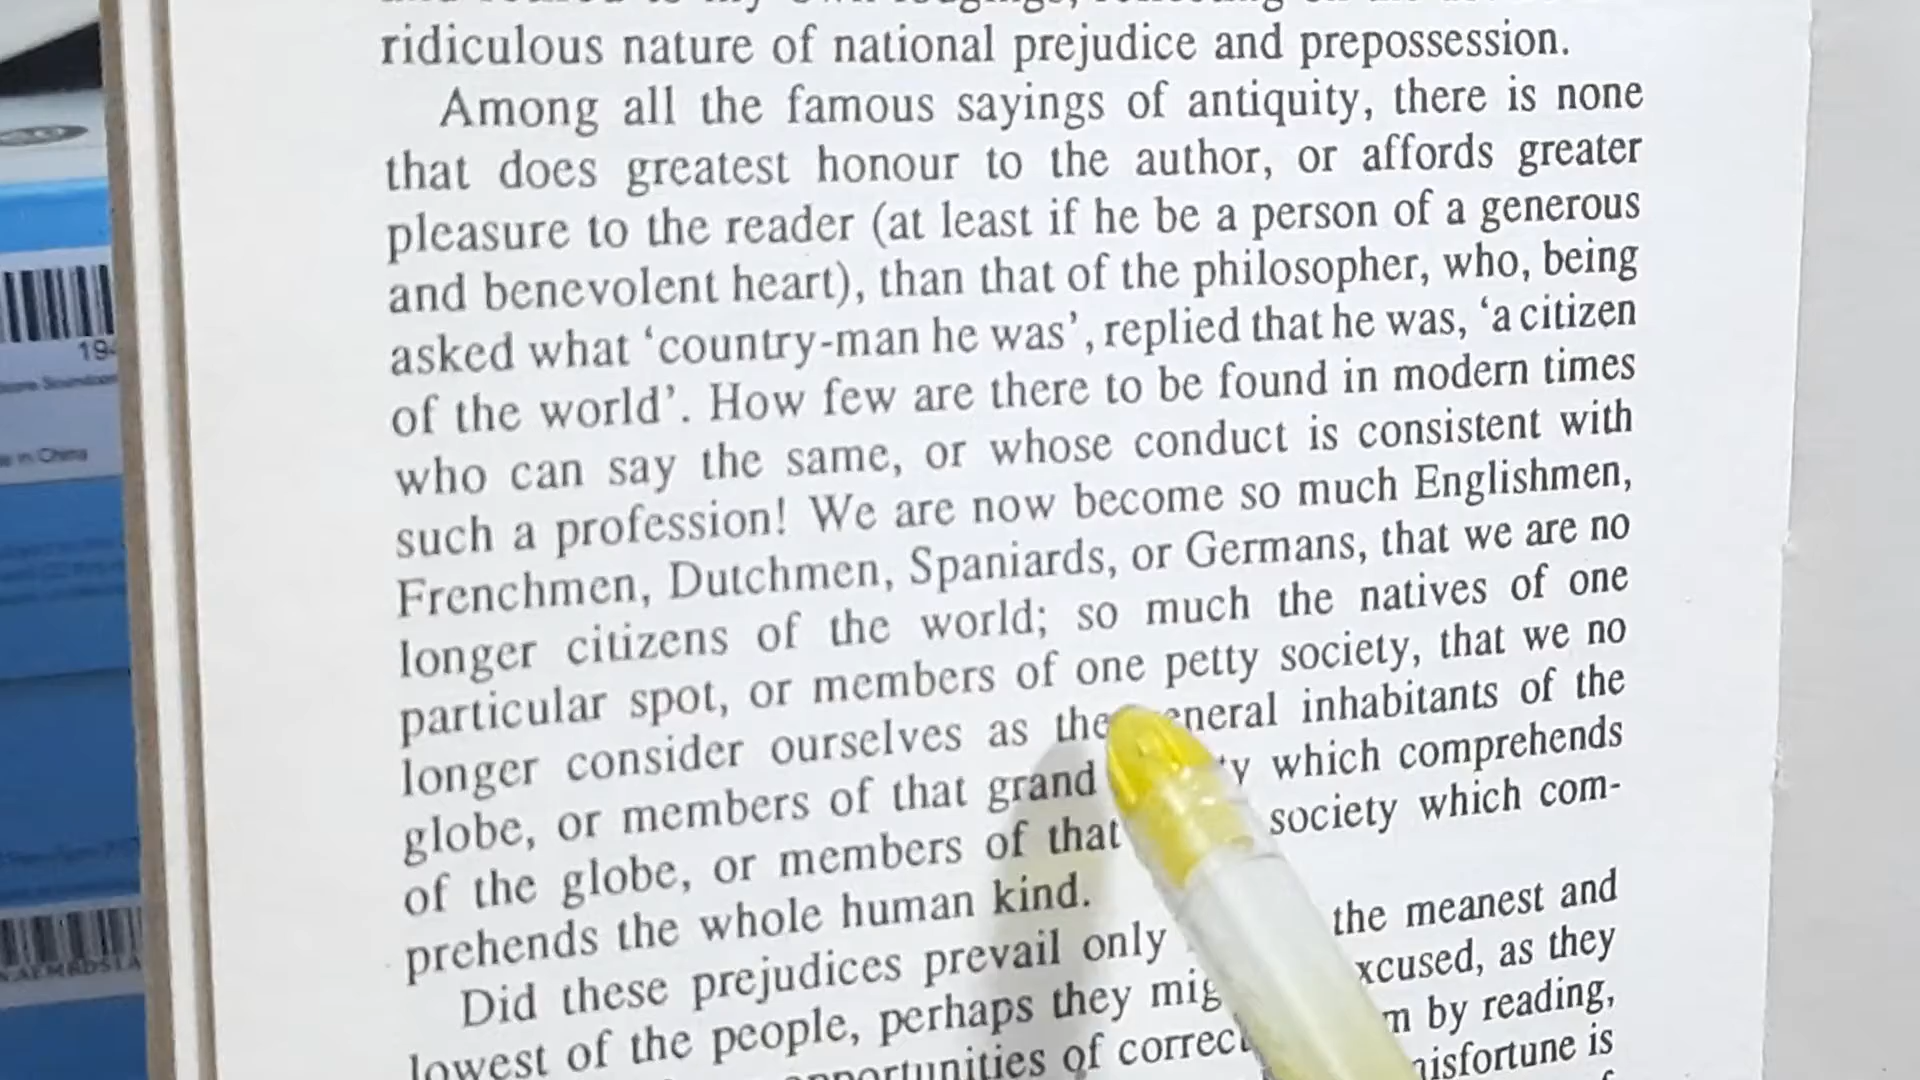 ridiculous nature of national prejudice and prepossession.
Among all the famous sayings of antiquity, there is none
that does greatest honour to the author, or affords greater
pleasure to the reader (at least if he be a person of a generous
and benevolent heart), than that of the philosopher, who, being
asked what ‘country-man he was’, replied that he was, ‘a citizen
of the world’. How few are there to be found in modern times
who can say the same, or whose conduct is consistent with
such a profession! We are now become so much Englishmen,
Frenchmen, Dutchmen, Spaniards, or Germans, that we are no
longer citizens of the world; so much the natives of one
particular spot, or members of one petty society, that we no
longer consider ourselves as the general inhabitants of the
globe, or members of that grand which comprehends
of the globe, or members of that society which com-
prehends the whole human kind.
Did these prejudices prevail only the meanest and
lowest of the people, perhaps they excused, as they
opportunities of by reading,
misfortune is
19
in China